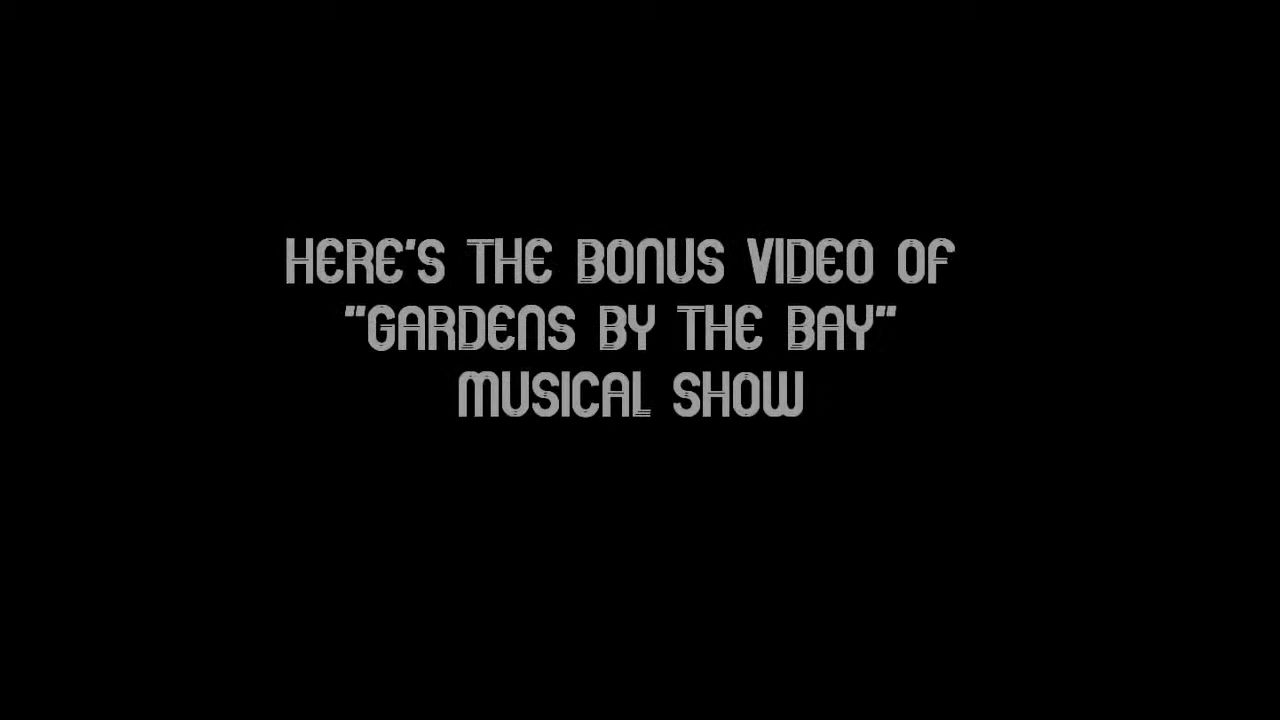 HERE'S THE BONUS VIDEO OF
"GARDENS BY THE BAY"
MUSICAL SHOW